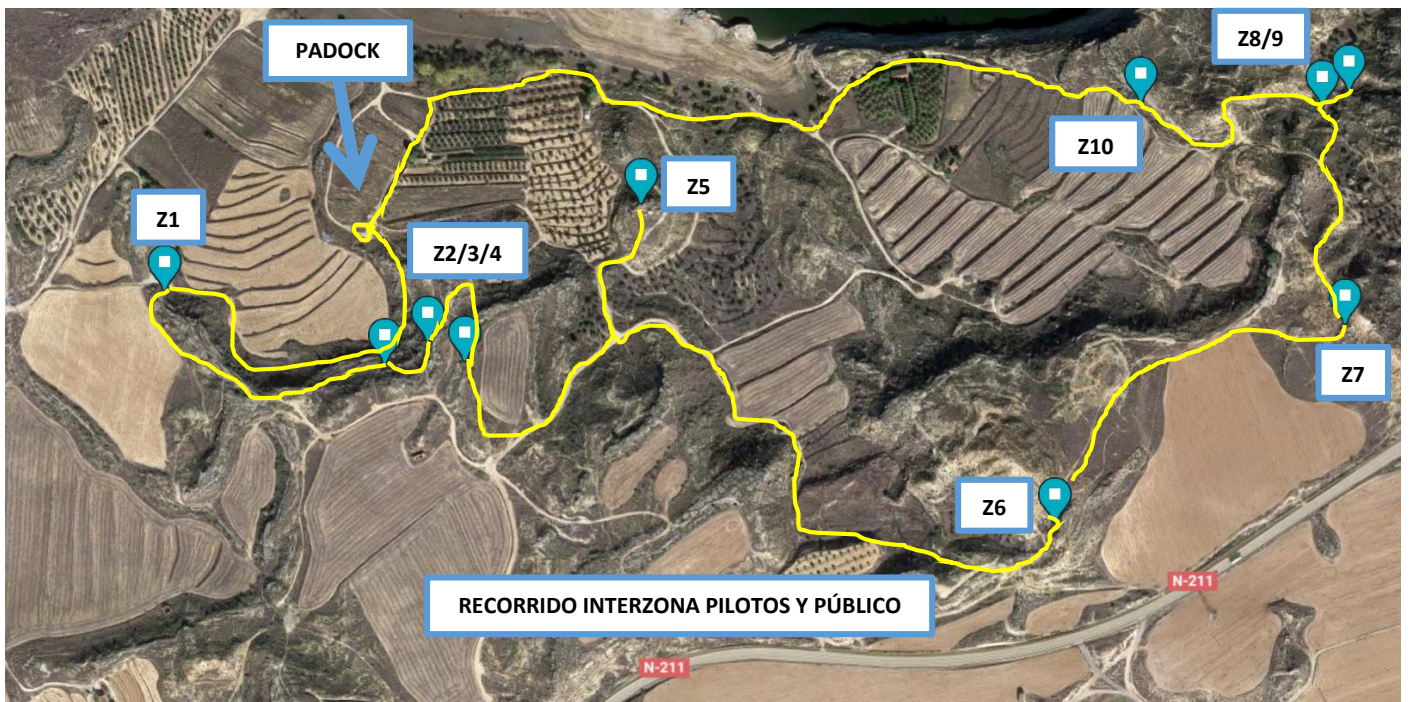 PADOCK
Z8/9
Z10
Z5
Z1
Z2/3/4
Z7
Z6
RECORRIDO INTERZONA PILOTOS Y PÚBLICO
N-211
N-211